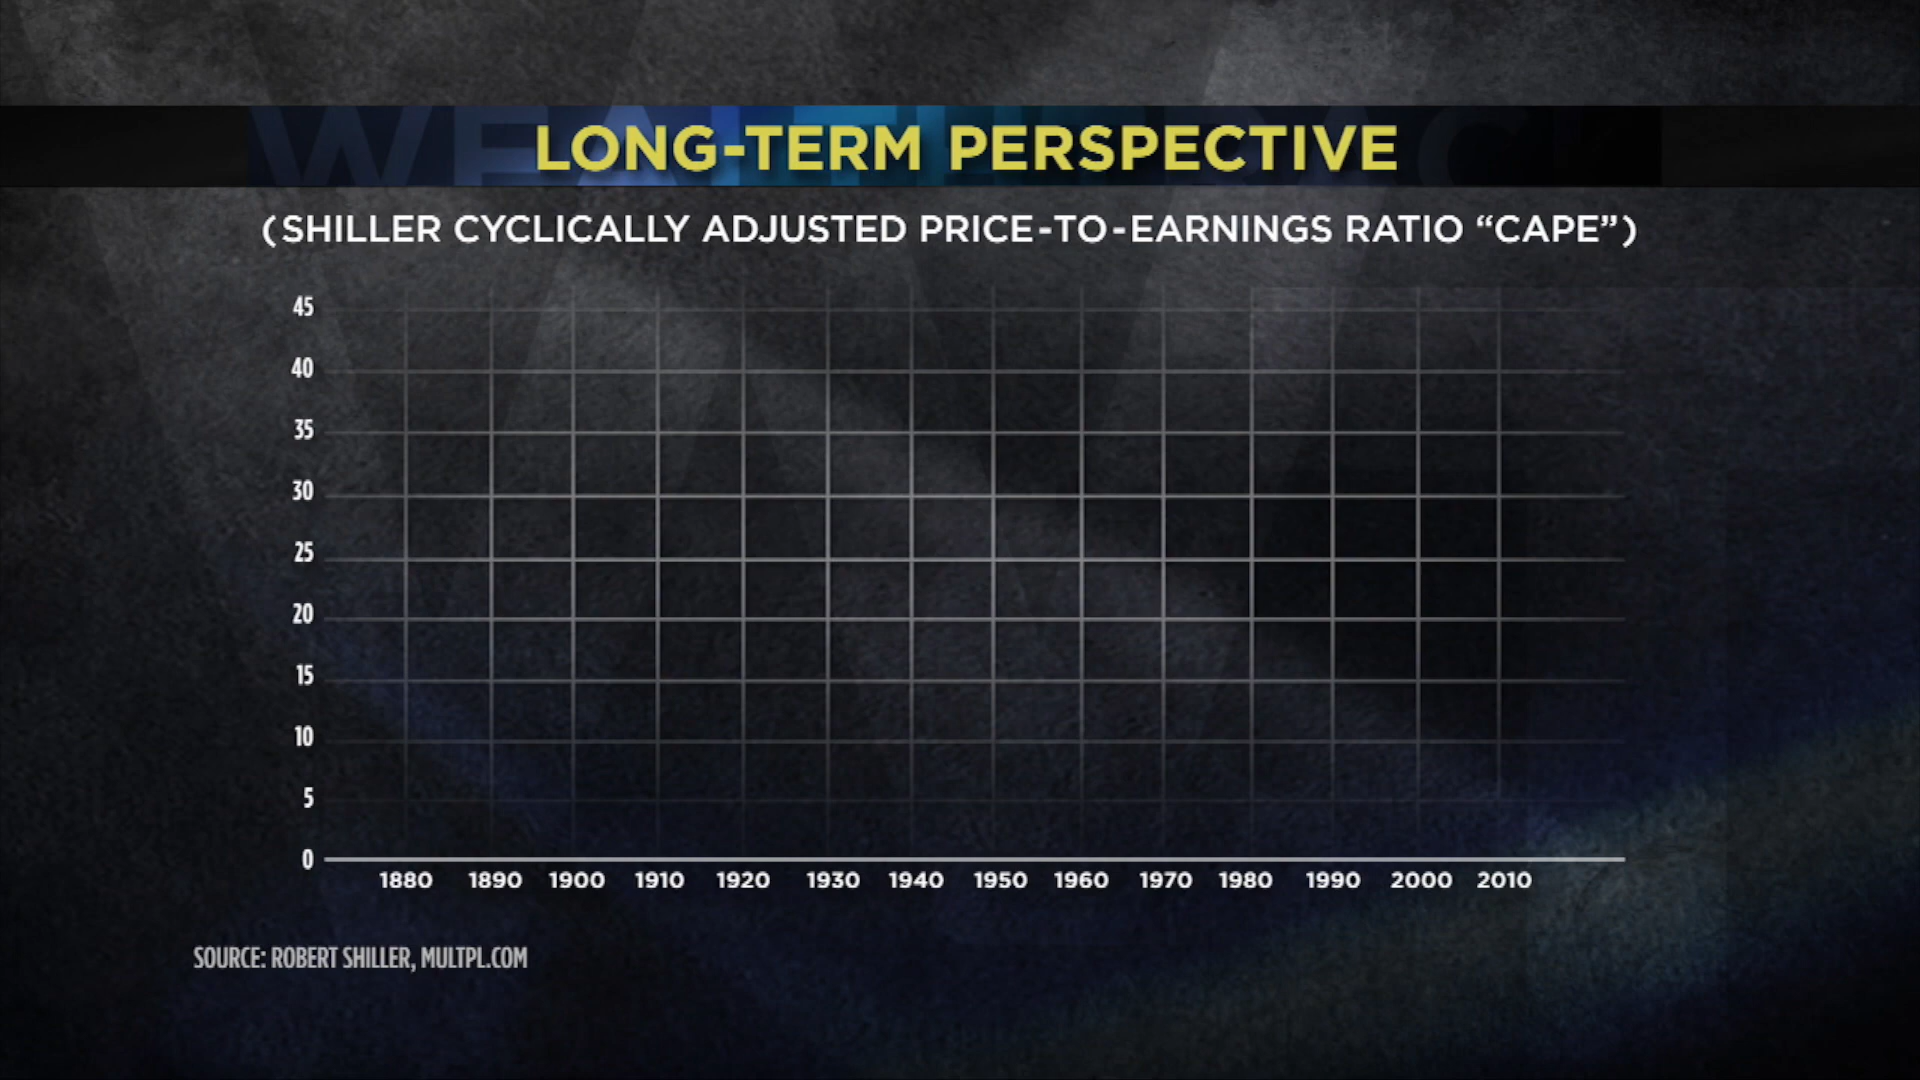 LONG-TERM PERSPECTIVE
(SHILLER CYCLICALLY ADJUSTED PRICE-TO-EARNINGS RATIO “CAPE”)
45
40
35
30
25
20
15
10
5
0
1880 1890 1900 1910 1920 1930 1940 1950 1960 1970 1980 1990 2000 2010
SOURCE: ROBERT SHILLER, MULTPL.COM